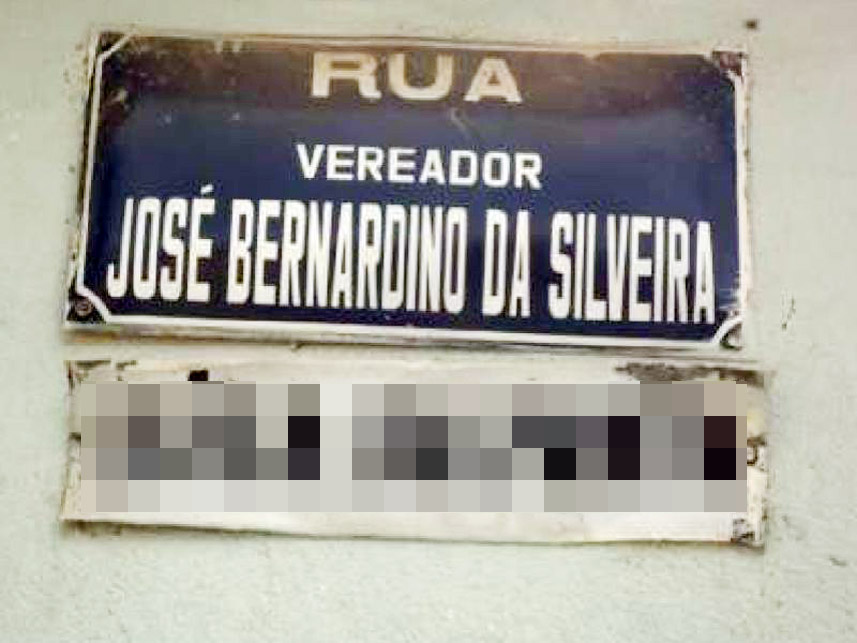 RUA
VEREADOR
JOSÉ BERNARDINO DA SILVEIRA